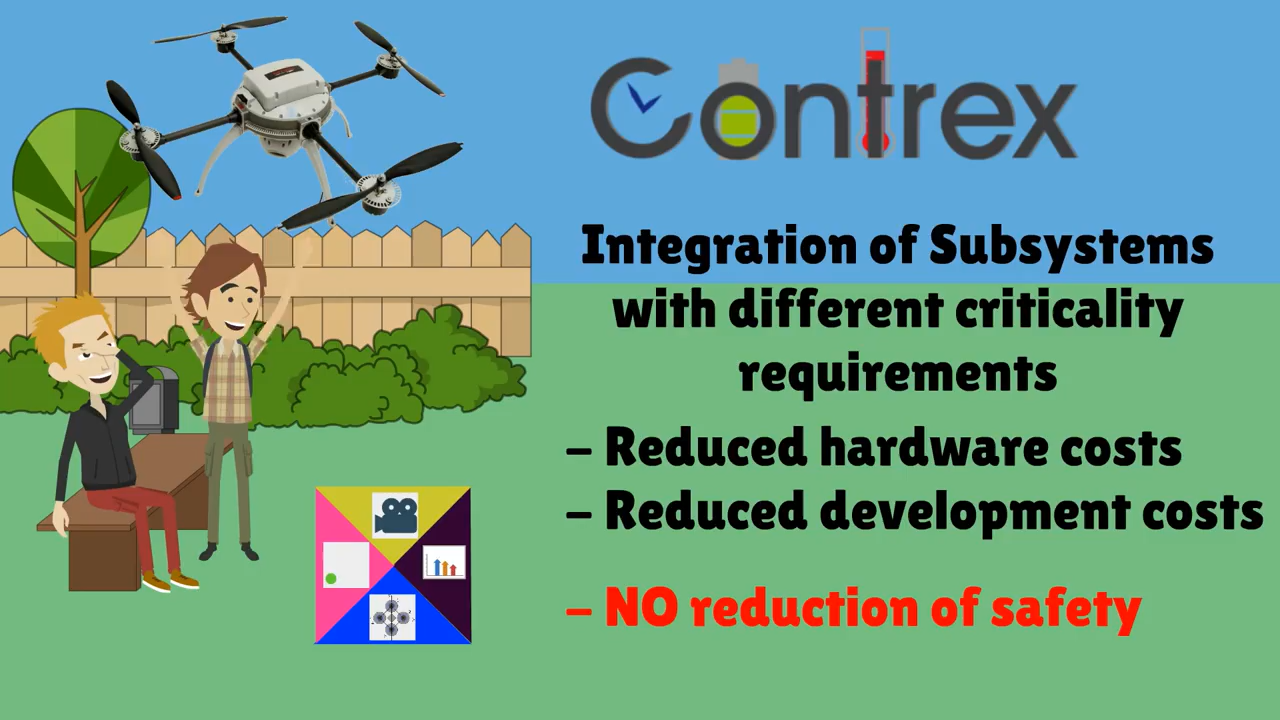 Contrex
Integration of Subsystems
with different criticality
requirements
– Reduced hardware costs
– Reduced development costs
– NO reduction of safety